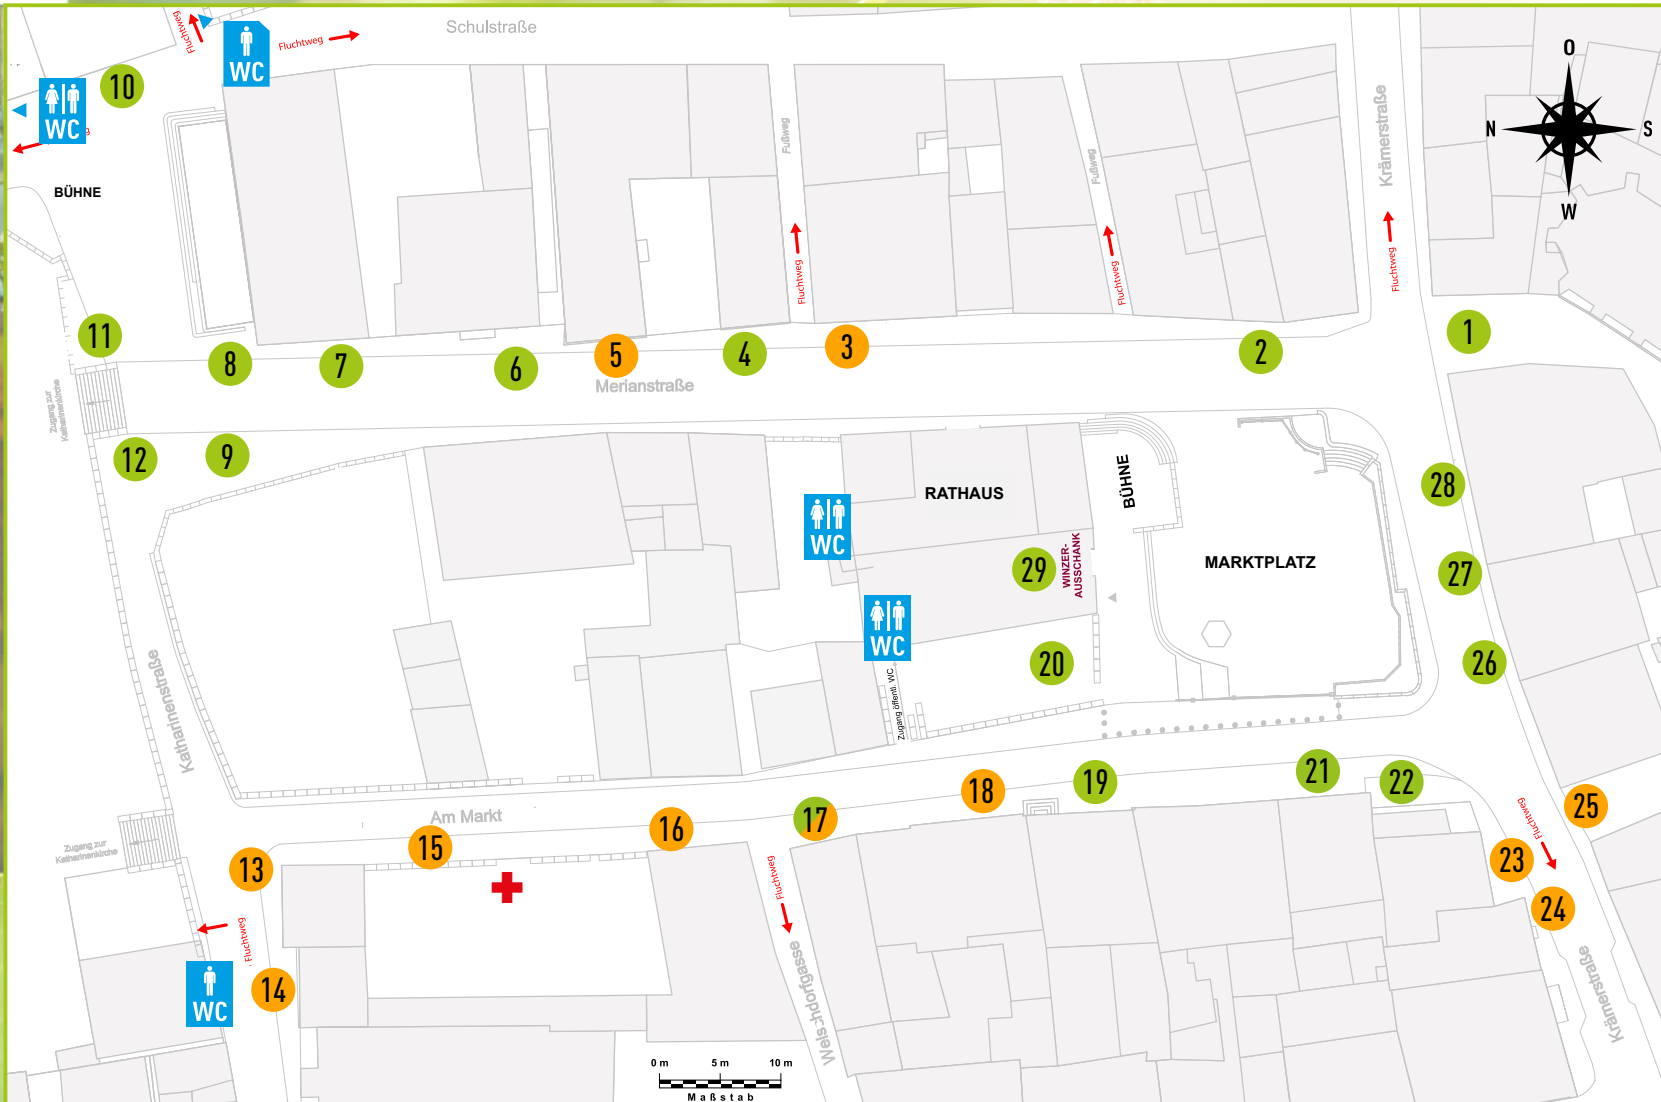 Schulstraße
Fluchtweg
Fluchtweg
WC
10
WC
g
BÜHNE
O
N
S
W
Krämerstraße
Fußweg
Fußweg
Fluchtweg
Fluchtweg
Fluchtweg
11
8
7
6
5
4
3
2
1
Merianstraße
Zugang zur
Katharinenkirche
12
9
RATHAUS
BÜHNE
28
WC
29
WINZER-
AUSSCHANK
MARKTPLATZ
27
WC
20
26
Zugang öffentl. WC
Katharinenstraße
21
22
19
18
25
17
16
15
Am Markt
Zugang zur
Katharinenkirche
13
Fluchtweg
23
24
Fluchtweg
Fluchtweg
14
WC
Krämerstraße
0 m 5 m 10 m
Maßstab